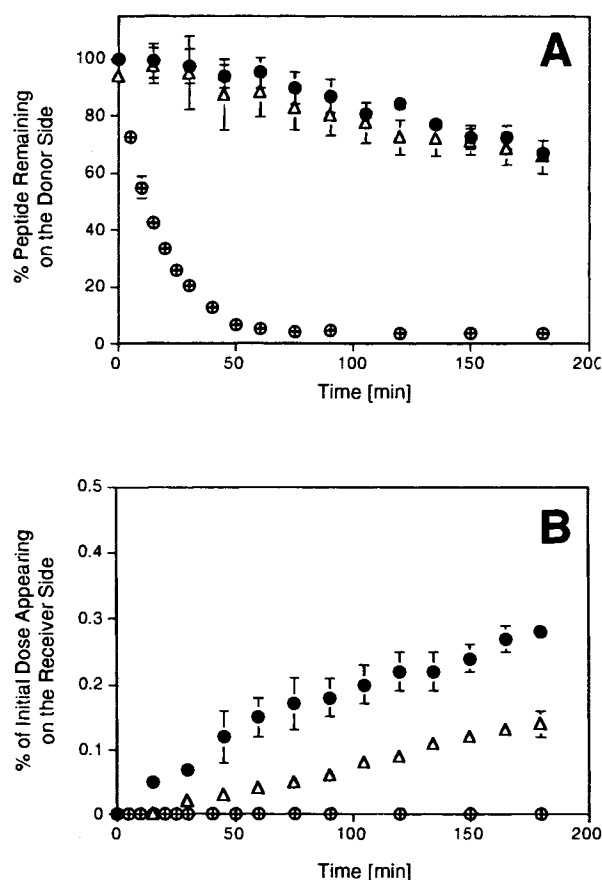 A
% Peptide Remaining
on the Donor Side
100
80
60
40
20
0
0
50
100
150
200
Time [min]
B
% of Initial Dose Appearing
on the Receiver Side
0.5
0.4
0.3
0.2
0.1
0
0
50
100
150
200
Time [min]